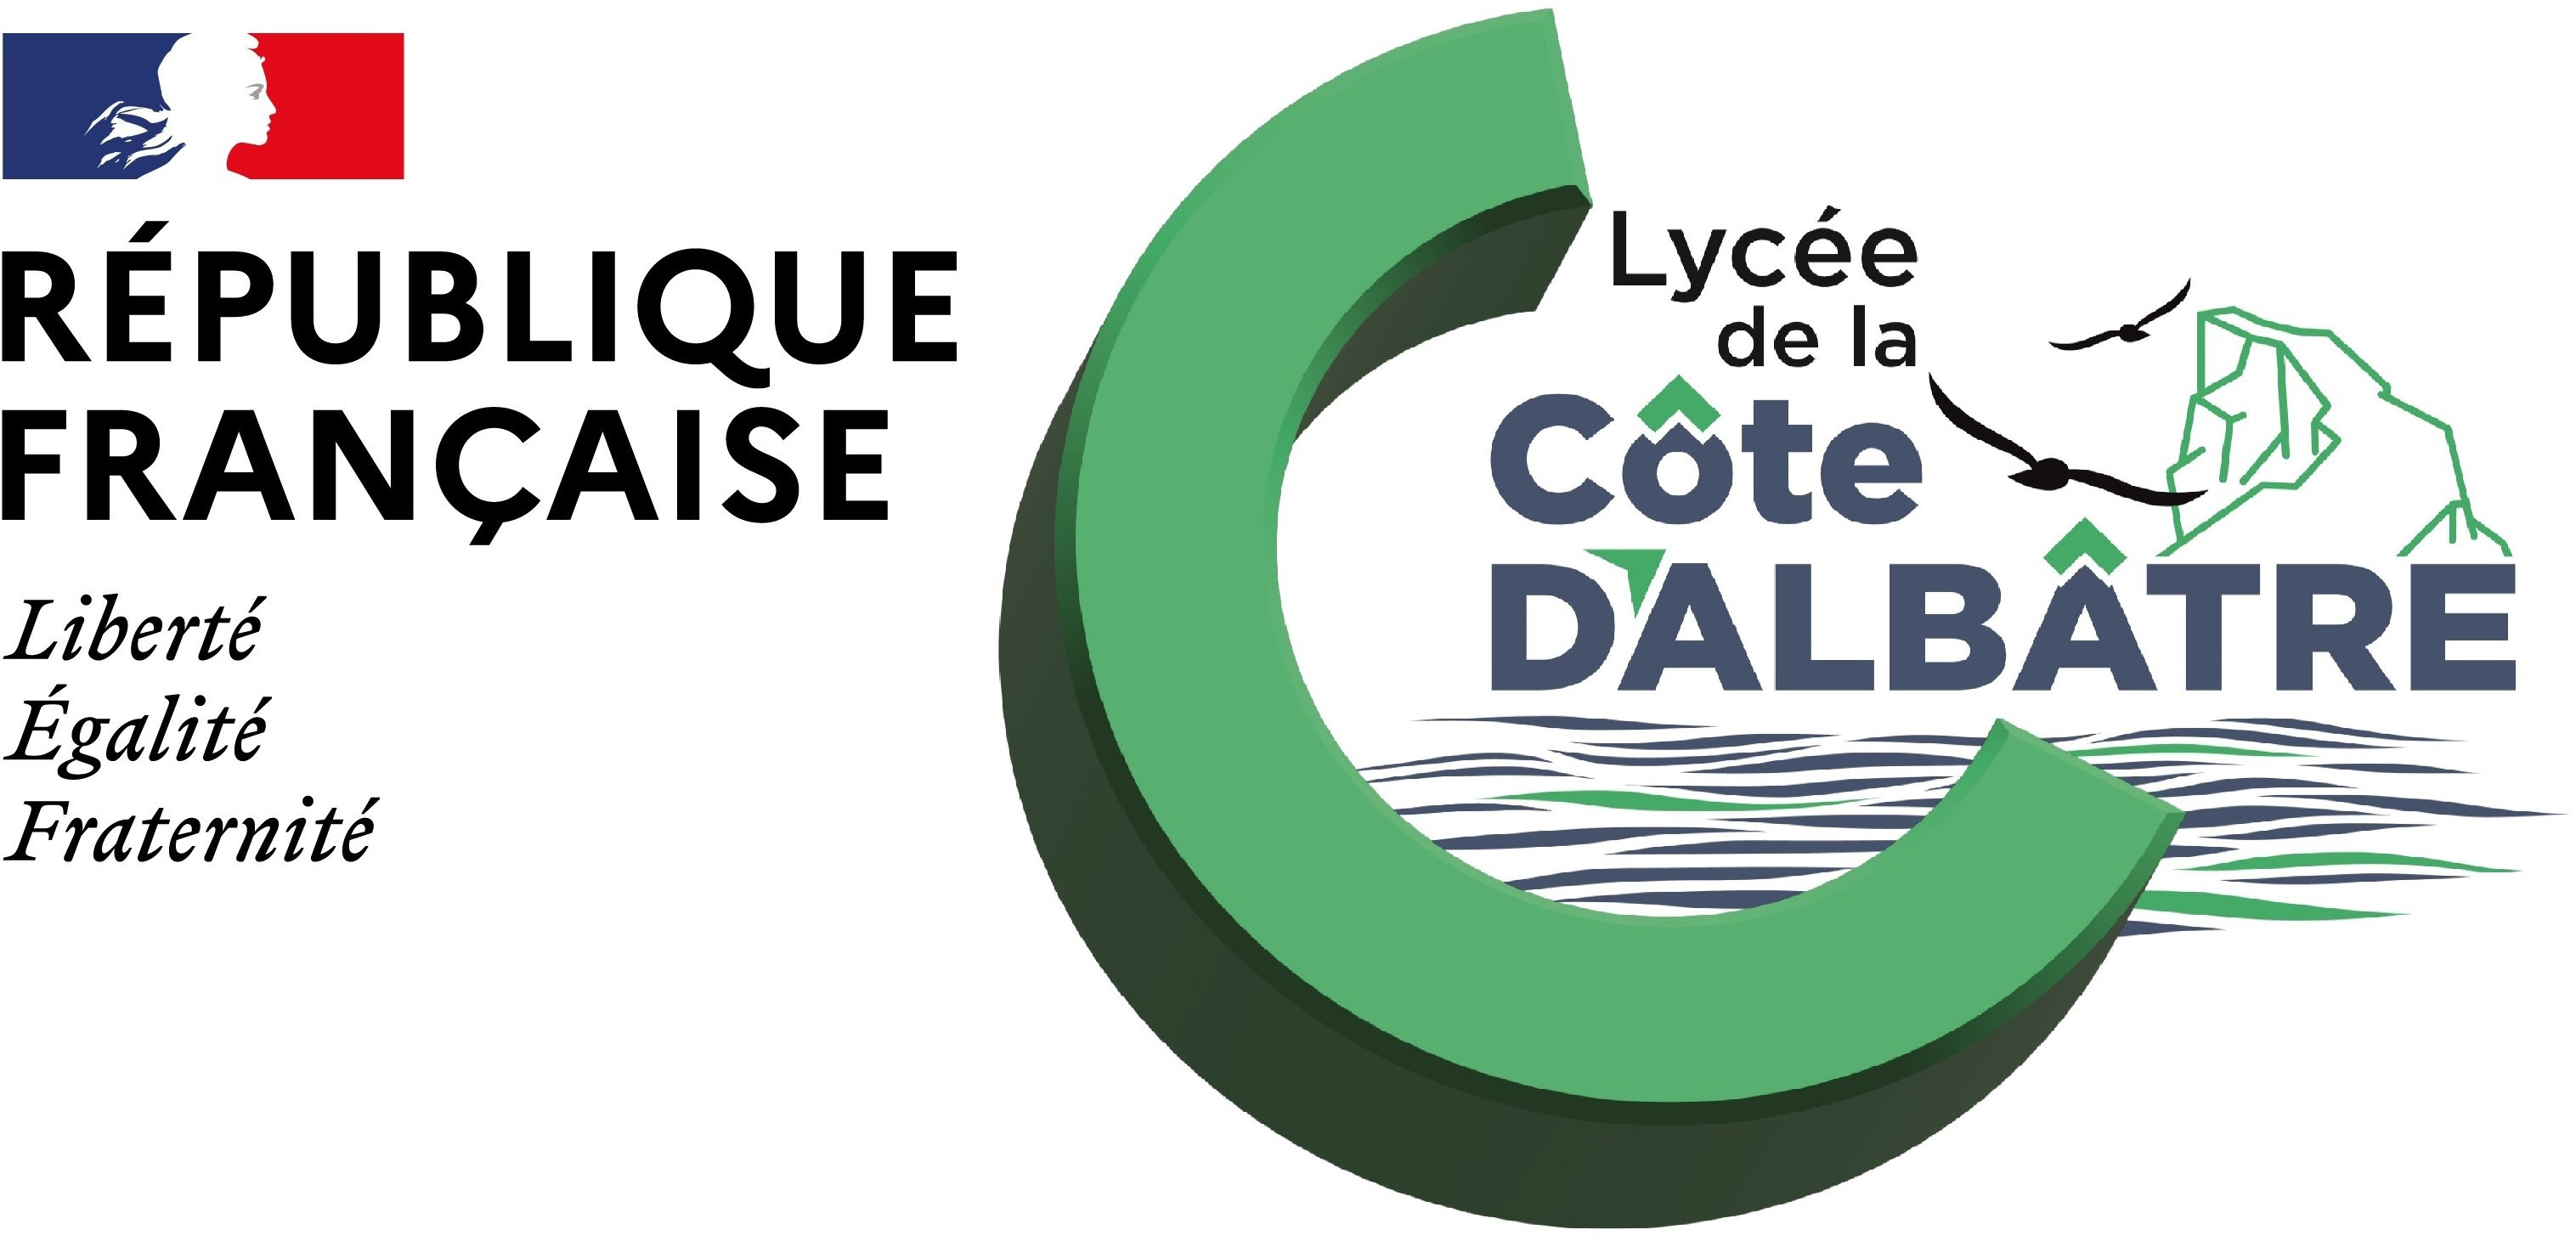 RÉPUBLIQUE
FRANÇAISE
Liberté
Égalité
Fraternité
Lycée
de la
Côte
D'ALBÂTRE